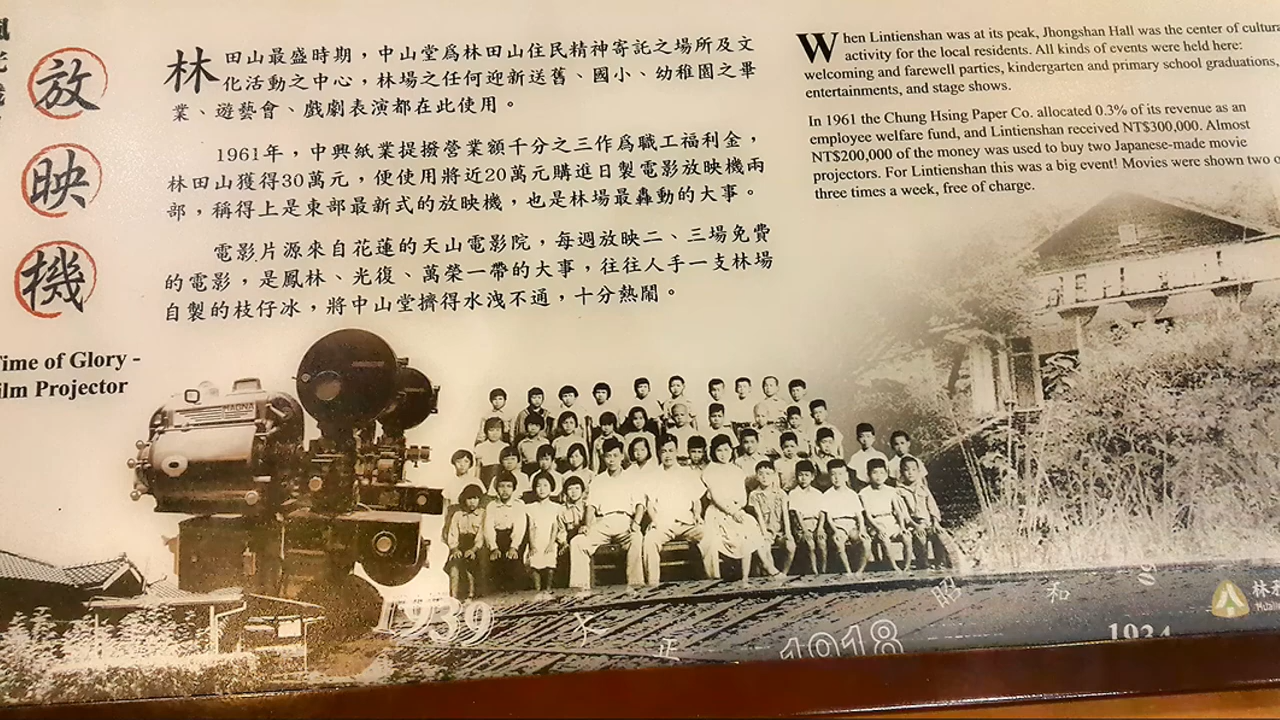 放
映
機
Time of Glory -
Film Projector
林田山最盛時期,中山堂爲林田山住民精神寄託之場所及文
化活動之中心,林場之任何迎新送舊、國小、幼稚園之畢
業、遊藝會、戲劇表演都在此使用。
1961年,中興紙業提撥營業額千分之三作爲職工福利金,
林田山獲得30萬元,便使用將近20萬元購進日製電影放映機兩
部,稱得上是東部最新式的放映機,也是林場最轟動的大事。
電影片源來自花蓮的天山電影院,每週放映二、三場免費
的電影,是鳳林、光復、萬榮一帶的大事,往往人手一支林場
自製的枝仔冰,將中山堂擠得水洩不通,十分熱鬧。
When Lintienshan was at its peak, Jhongshan Hall was the center of cultura
activity for the local residents. All kinds of events were held here:
welcoming and farewell parties, kindergarten and primary school graduations,
entertainments, and stage shows.
In 1961 the Chung Hsing Paper Co. allocated 0.3% of its revenue as an
employee welfare fund, and Lintienshan received NT$300,000. Almost
NT$200,000 of the money was used to buy two Japanese-made movie
projectors. For Lintienshan this was a big event! Movies were shown two o
three times a week, free of charge.
MAGNA
1939
大
正
1918
昭
和
1934
林